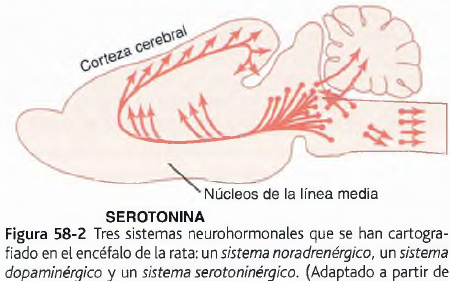 Corteza cerebral
Núcleos de la línea media
SEROTONINA
Figura 58-2 Tres sistemas neurohormonales que se han cartogra-
fiado en el encéfalo de la rata: un sistema noradrenérgico, un sistema
dopaminérgico y un sistema serotoninérgico. (Adaptado a partir de